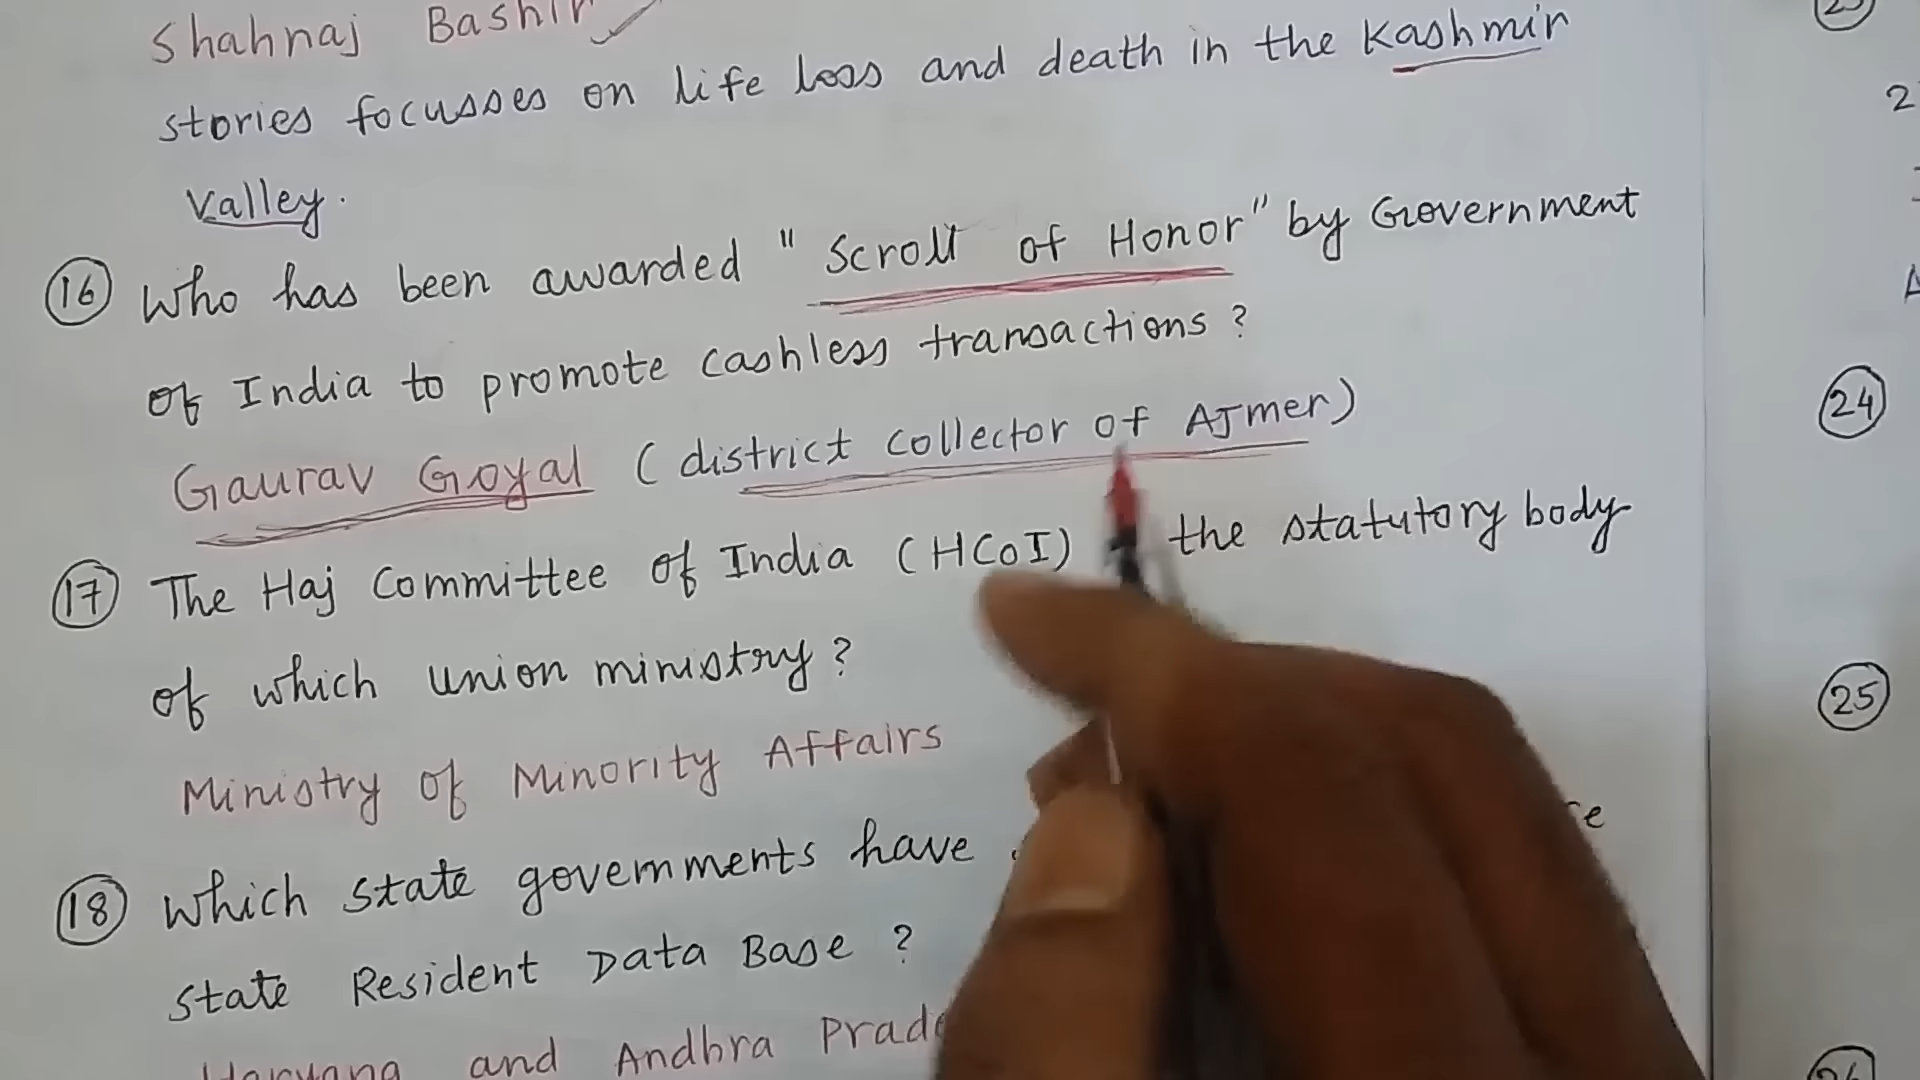 Shahnaj Bashir
stories focusses on life loss and death in the Kashmir
Valley.
16 Who has been awarded "Scroll of Honor" by Government
of India to promote cashless transactions?
Gaurav Goyal (district collector of AJmer)
17 The Haj Committee of India (HCoI) the statutory body
of which union ministry?
Ministry of Minority Affairs
18 Which state governments have
State Resident Data Base?
Haryana and Andhra
24
25